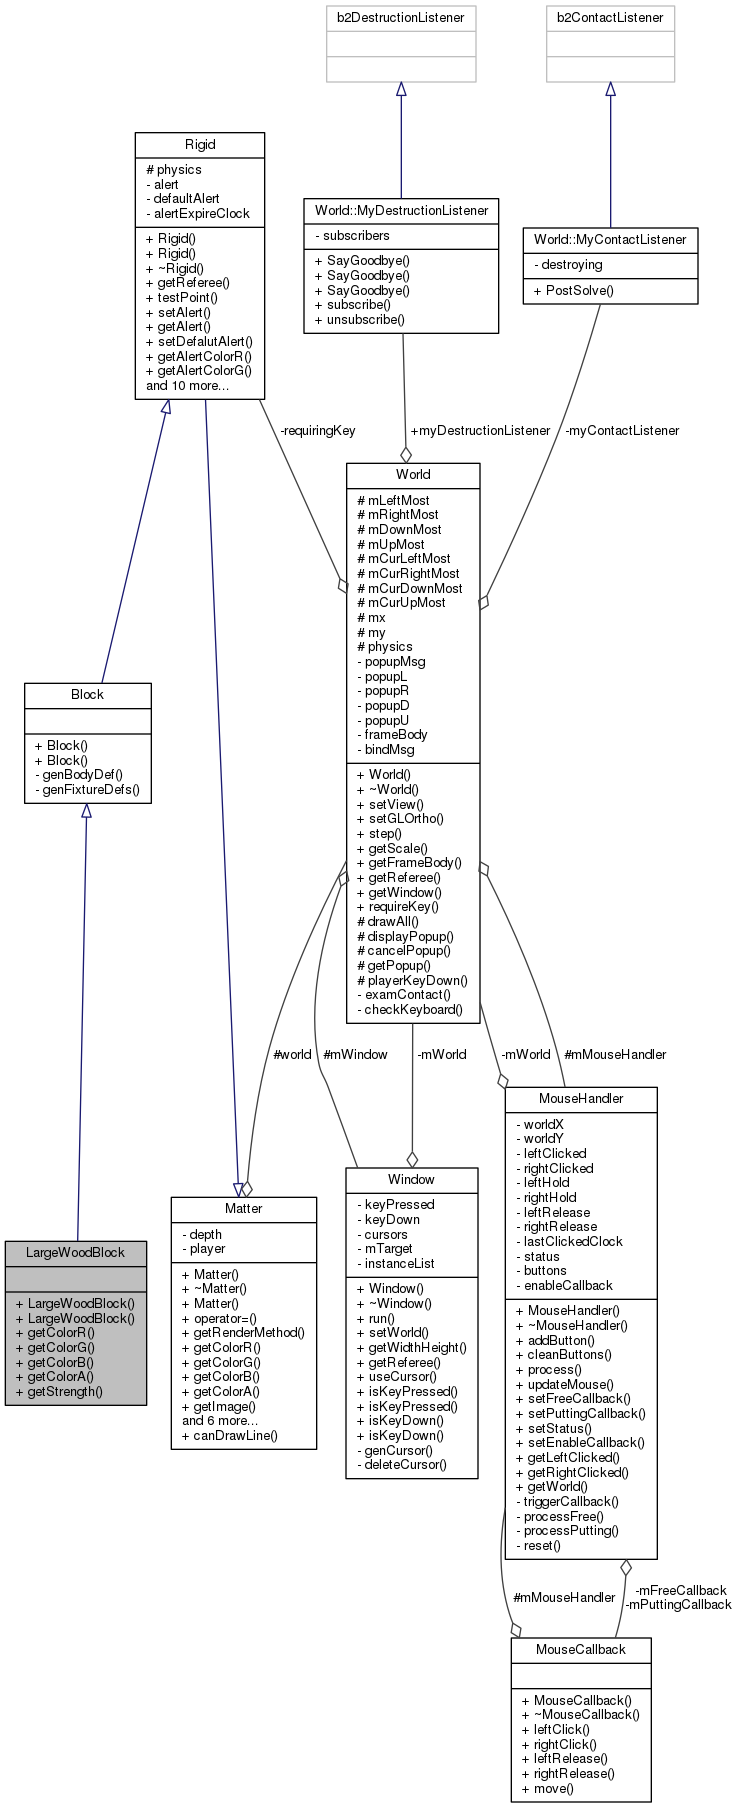 b2DestructionListener
b2ContactListener
Rigid
# physics
- alert
- defaultAlert
- alertExpireClock
+ Rigid()
+ Rigid()
+ ~Rigid()
+ getReferee()
+ testPoint()
+ setAlert()
+ getAlert()
+ setDefalutAlert()
+ getAlertColorR()
+ getAlertColorG()
and 10 more...
World::MyDestructionListener
- subscribers
+ SayGoodbye()
+ SayGoodbye()
+ SayGoodbye()
+ subscribe()
+ unsubscribe()
World::MyContactListener
- destroying
+ PostSolve()
-requiringKey
+myDestructionListener
-myContactListener
World
# mLeftMost
# mRightMost
# mDownMost
# mUpMost
# mCurLeftMost
# mCurRightMost
# mCurDownMost
# mCurUpMost
# mx
# my
# physics
- popupMsg
- popupL
- popupR
- popupD
- popupU
- frameBody
- bindMsg
+ World()
+ ~World()
+ setView()
+ setGLOrtho()
+ step()
+ getScale()
+ getFrameBody()
+ getReferee()
+ getWindow()
+ requireKey()
# drawAll()
# displayPopup()
# cancelPopup()
# getPopup()
# playerKeyDown()
- examContact()
- checkKeyboard()
Block
+ Block()
+ Block()
- genBodyDef()
- genFixtureDefs()
#world
#mWindow
-mWorld
-mWorld
#mMouseHandler
LargeWoodBlock
+ LargeWoodBlock()
+ LargeWoodBlock()
+ getColorR()
+ getColorG()
+ getColorB()
+ getColorA()
+ getStrength()
Matter
- depth
- player
+ Matter()
+ ~Matter()
+ Matter()
+ operator=()
+ getRenderMethod()
+ getColorR()
+ getColorG()
+ getColorB()
+ getColorA()
+ getImage()
and 6 more...
+ canDrawLine()
Window
- keyPressed
- keyDown
- cursors
- mTarget
- instanceList
+ Window()
+ ~Window()
+ run()
+ setWorld()
+ getWidthHeight()
+ getReferee()
+ useCursor()
+ isKeyPressed()
+ isKeyPressed()
+ isKeyDown()
+ isKeyDown()
- genCursor()
- deleteCursor()
MouseHandler
- worldX
- worldY
- leftClicked
- rightClicked
- leftHold
- rightHold
- leftRelease
- rightRelease
- lastClickedClock
- status
- buttons
- enableCallback
+ MouseHandler()
+ ~MouseHandler()
+ addButton()
+ cleanButtons()
+ process()
+ updateMouse()
+ setFreeCallback()
+ setPuttingCallback()
+ setStatus()
+ setEnableCallback()
+ getLeftClicked()
+ getRightClicked()
+ getWorld()
- triggerCallback()
- processFree()
- processPutting()
- reset()
#mMouseHandler
-mFreeCallback
-mPuttingCallback
MouseCallback
+ MouseCallback()
+ ~MouseCallback()
+ leftClick()
+ rightClick()
+ leftRelease()
+ rightRelease()
+ move()